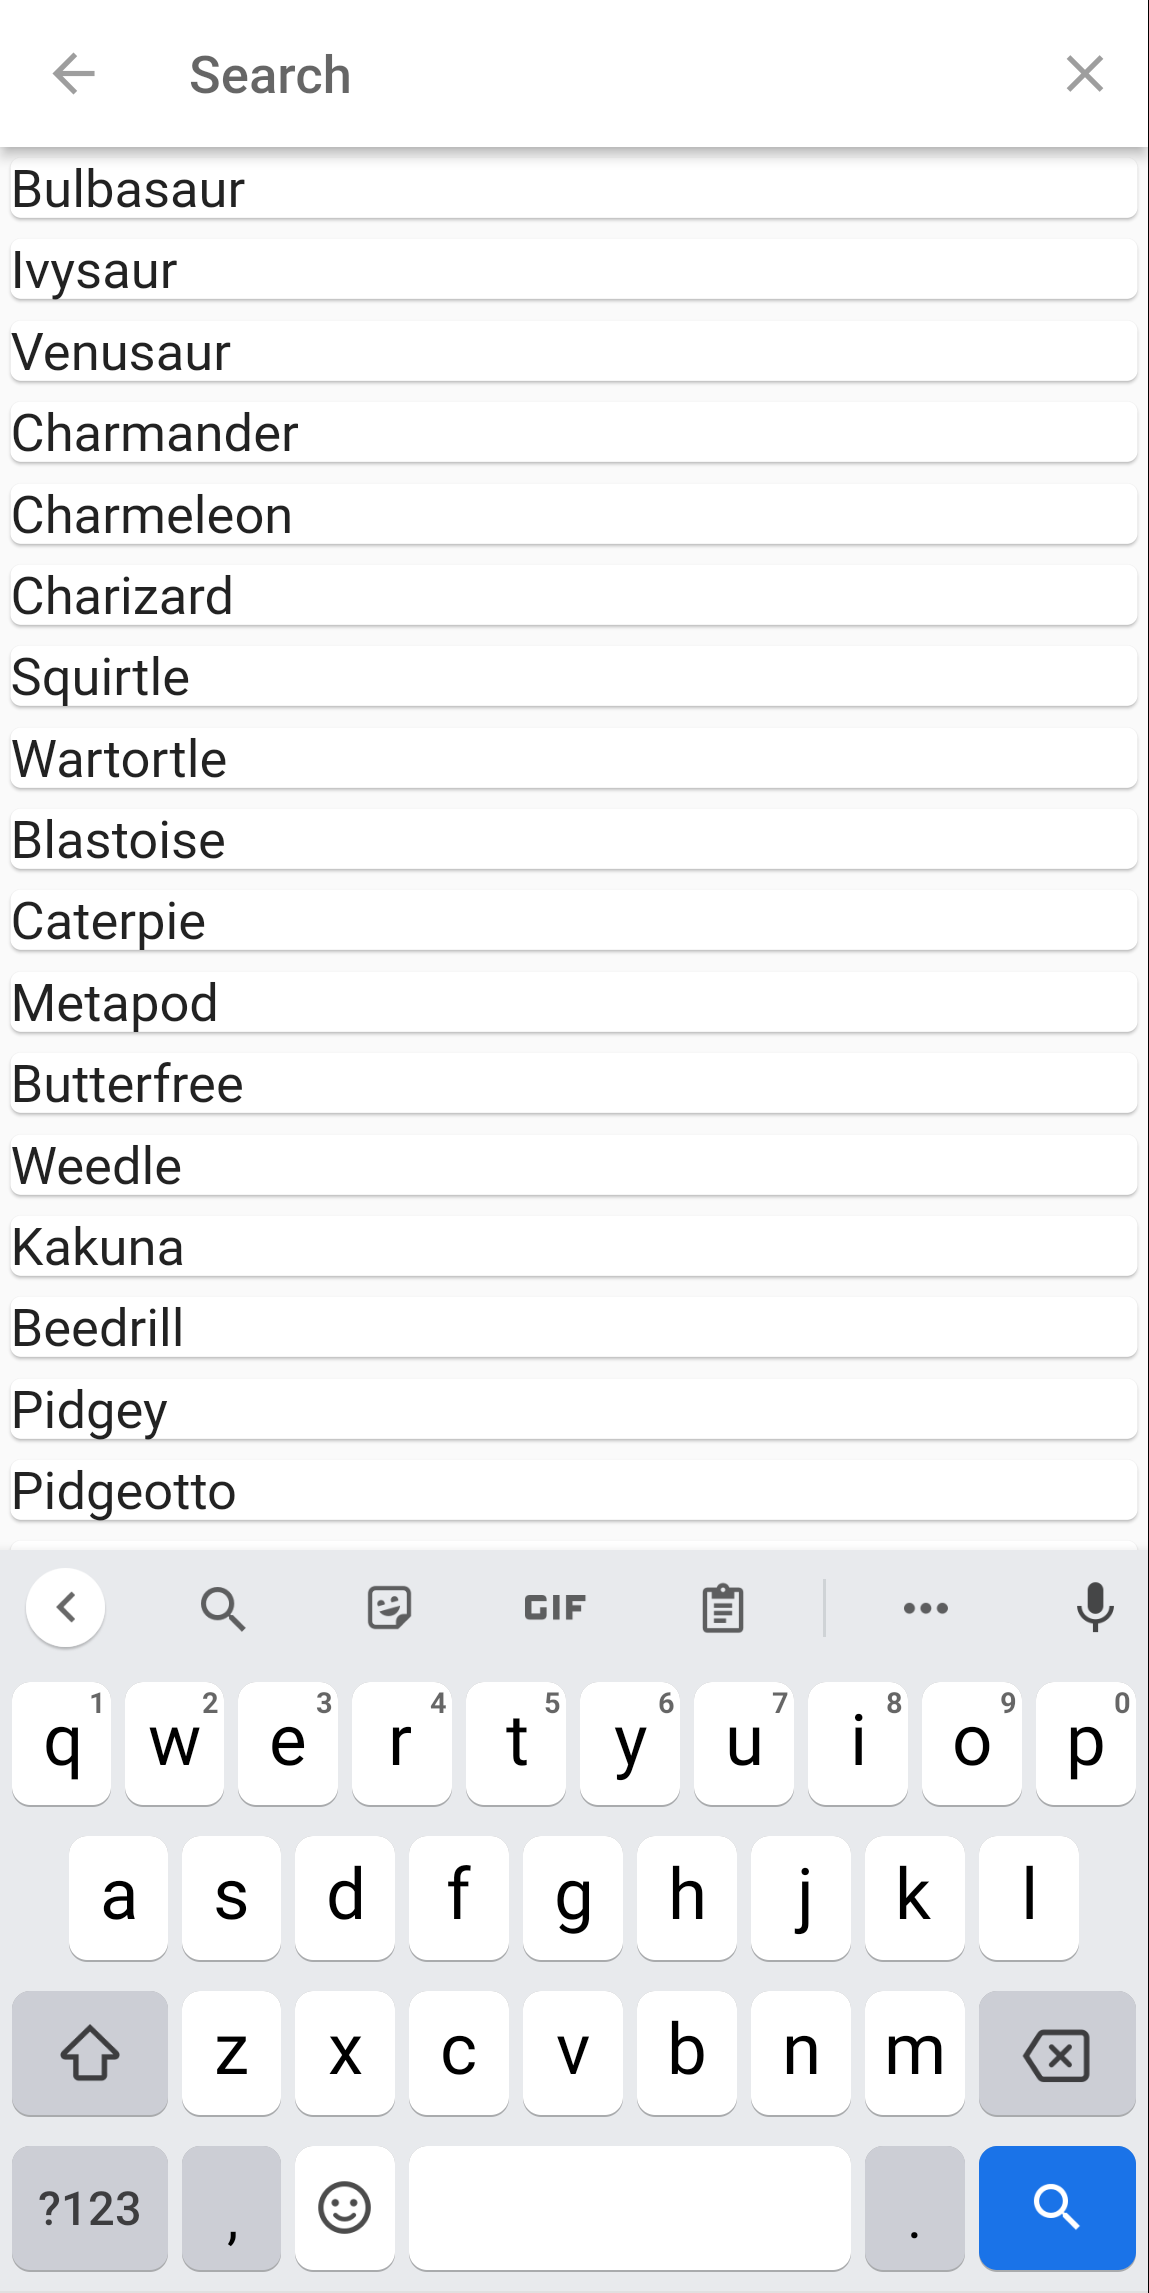 Search
Bulbasaur
Ivysaur
Venusaur
Charmander
Charmeleon
Charizard
Squirtle
Wartortle
Blastoise
Caterpie
Metapod
Butterfree
Weedle
Kakuna
Beedrill
Pidgey
Pidgeotto
GIF
q 1 w 2 e 3 r 4 t 5 y 6 u 7 i 8 o 9 p 0
a s d f g h j k l
z x c v b n m
?123 , .